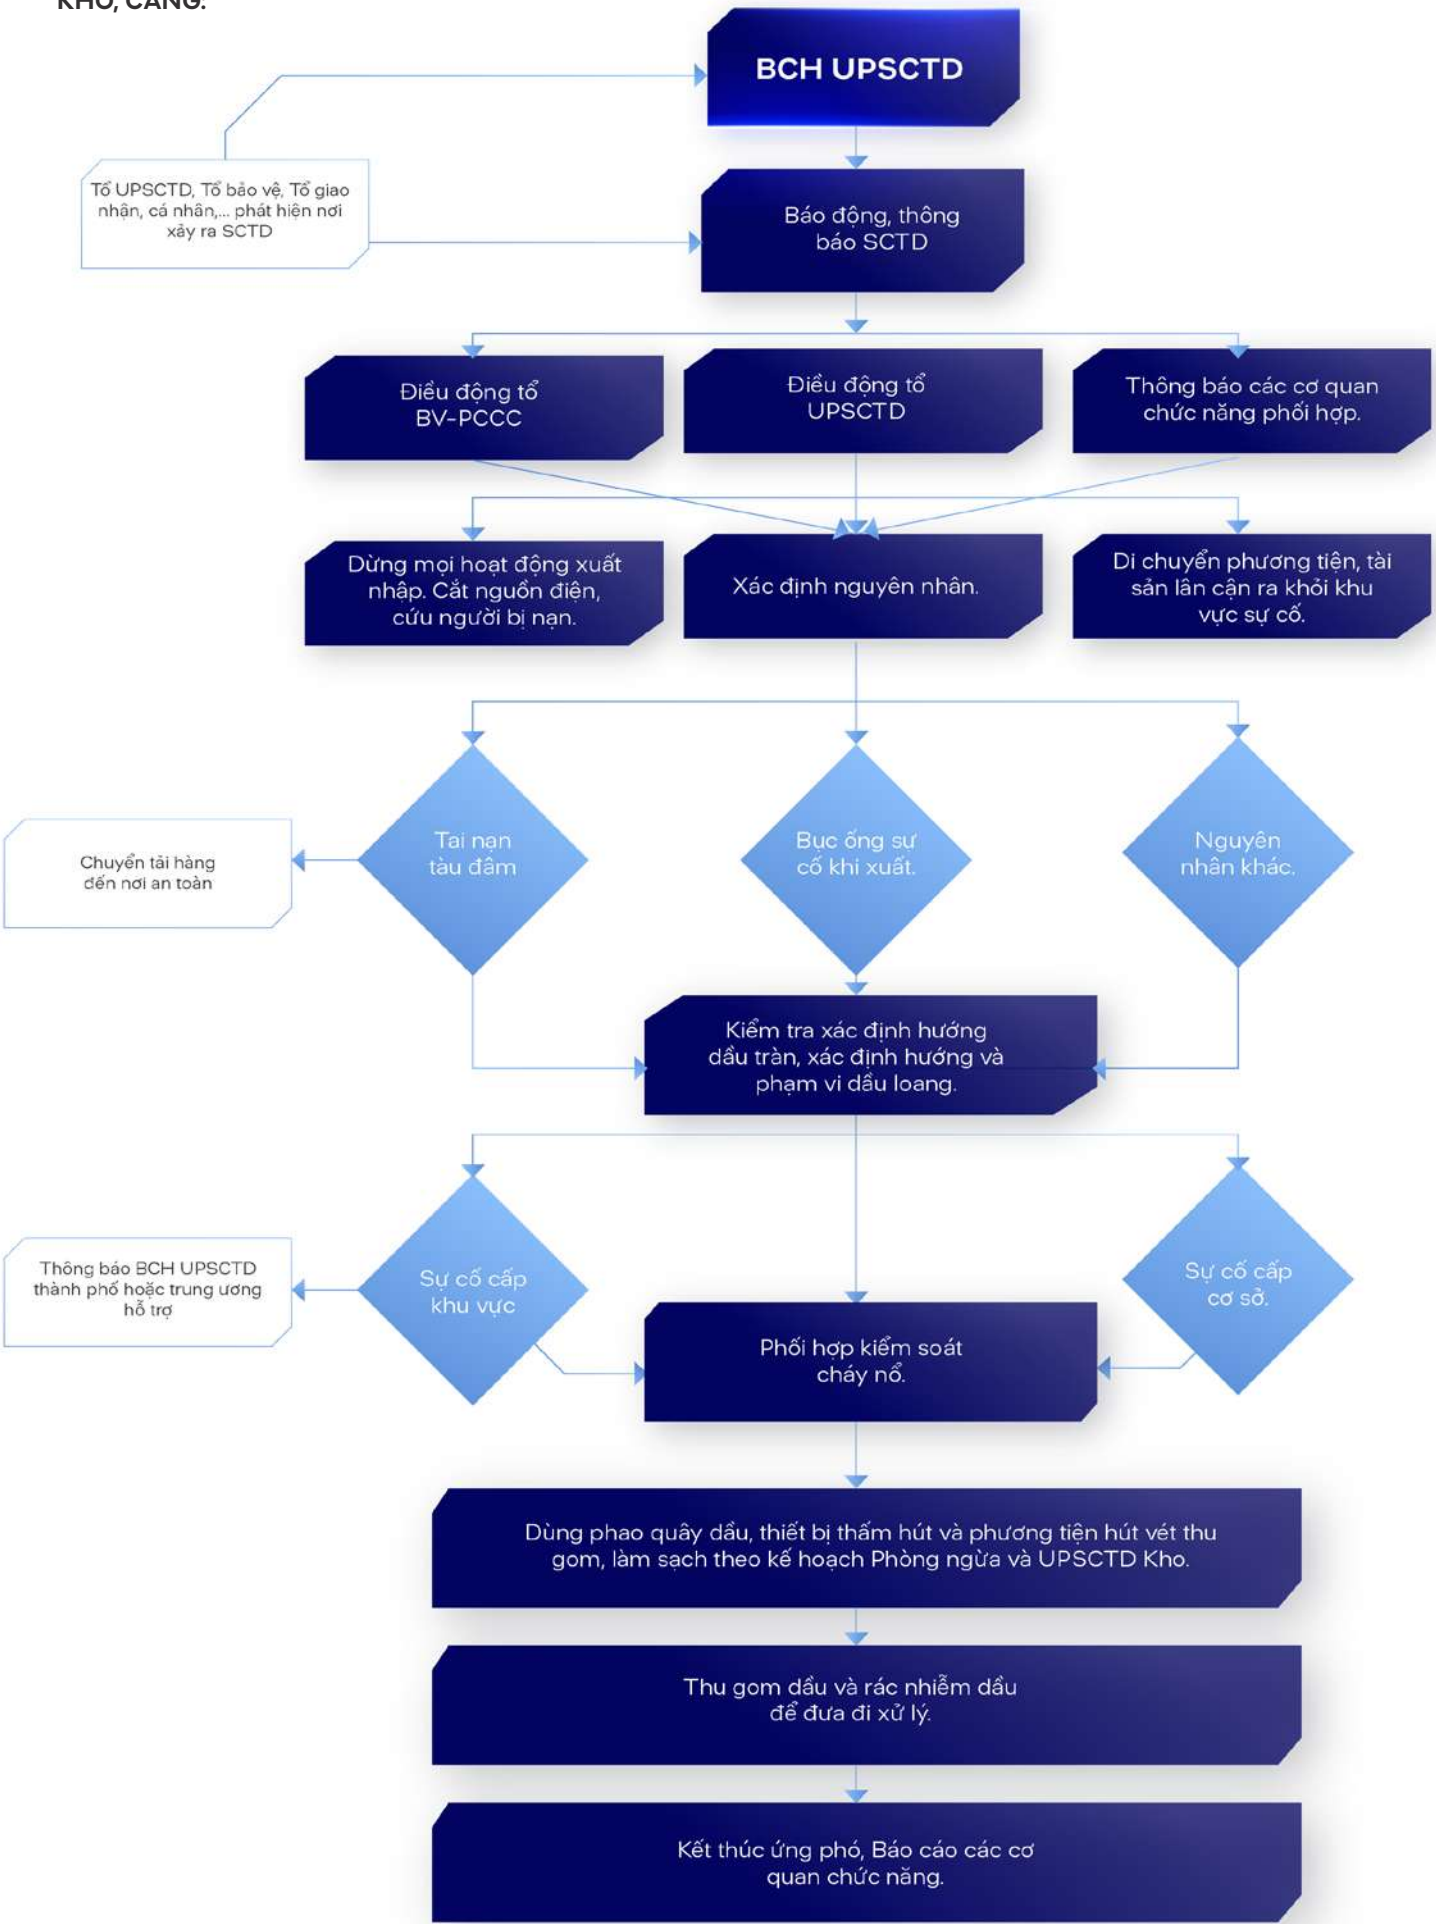 KHO, CẢNG:
BCH UPSCTD
Tổ UPSCTD, Tổ bảo vệ, Tổ giao
nhận, cá nhân,... phát hiện nơi
xảy ra SCTD
Báo động, thông
báo SCTD
Điều động tổ
BV-PCCC
Điều động tổ
UPSCTD
Thông báo các cơ quan
chức năng phối hợp.
Dừng mọi hoạt động xuất
nhập. Cắt nguồn điện,
cứu người bị nạn.
Xác định nguyên nhân.
Di chuyển phương tiện, tài
sản lân cận ra khỏi khu
vực sự cố.
Tai nạn
tàu đâm
Bục ống sự
cố khi xuất.
Nguyên
nhân khác.
Chuyển tải hàng
đến nơi an toàn
Kiểm tra xác định hướng
dầu tràn, xác định hướng và
phạm vi dầu loang.
Sự cố cấp
khu vực
Sự cố cấp
cơ sở.
Thông báo BCH UPSCTD
thành phố hoặc trung ương
hỗ trợ
Phối hợp kiểm soát
cháy nổ.
Dùng phao quây dầu, thiết bị thấm hút và phương tiện hút vét thu
gom, làm sạch theo kế hoạch Phòng ngừa và UPSCTD Kho.
Thu gom dầu và rác nhiễm dầu
để đưa đi xử lý.
Kết thúc ứng phó, Báo cáo các cơ
quan chức năng.